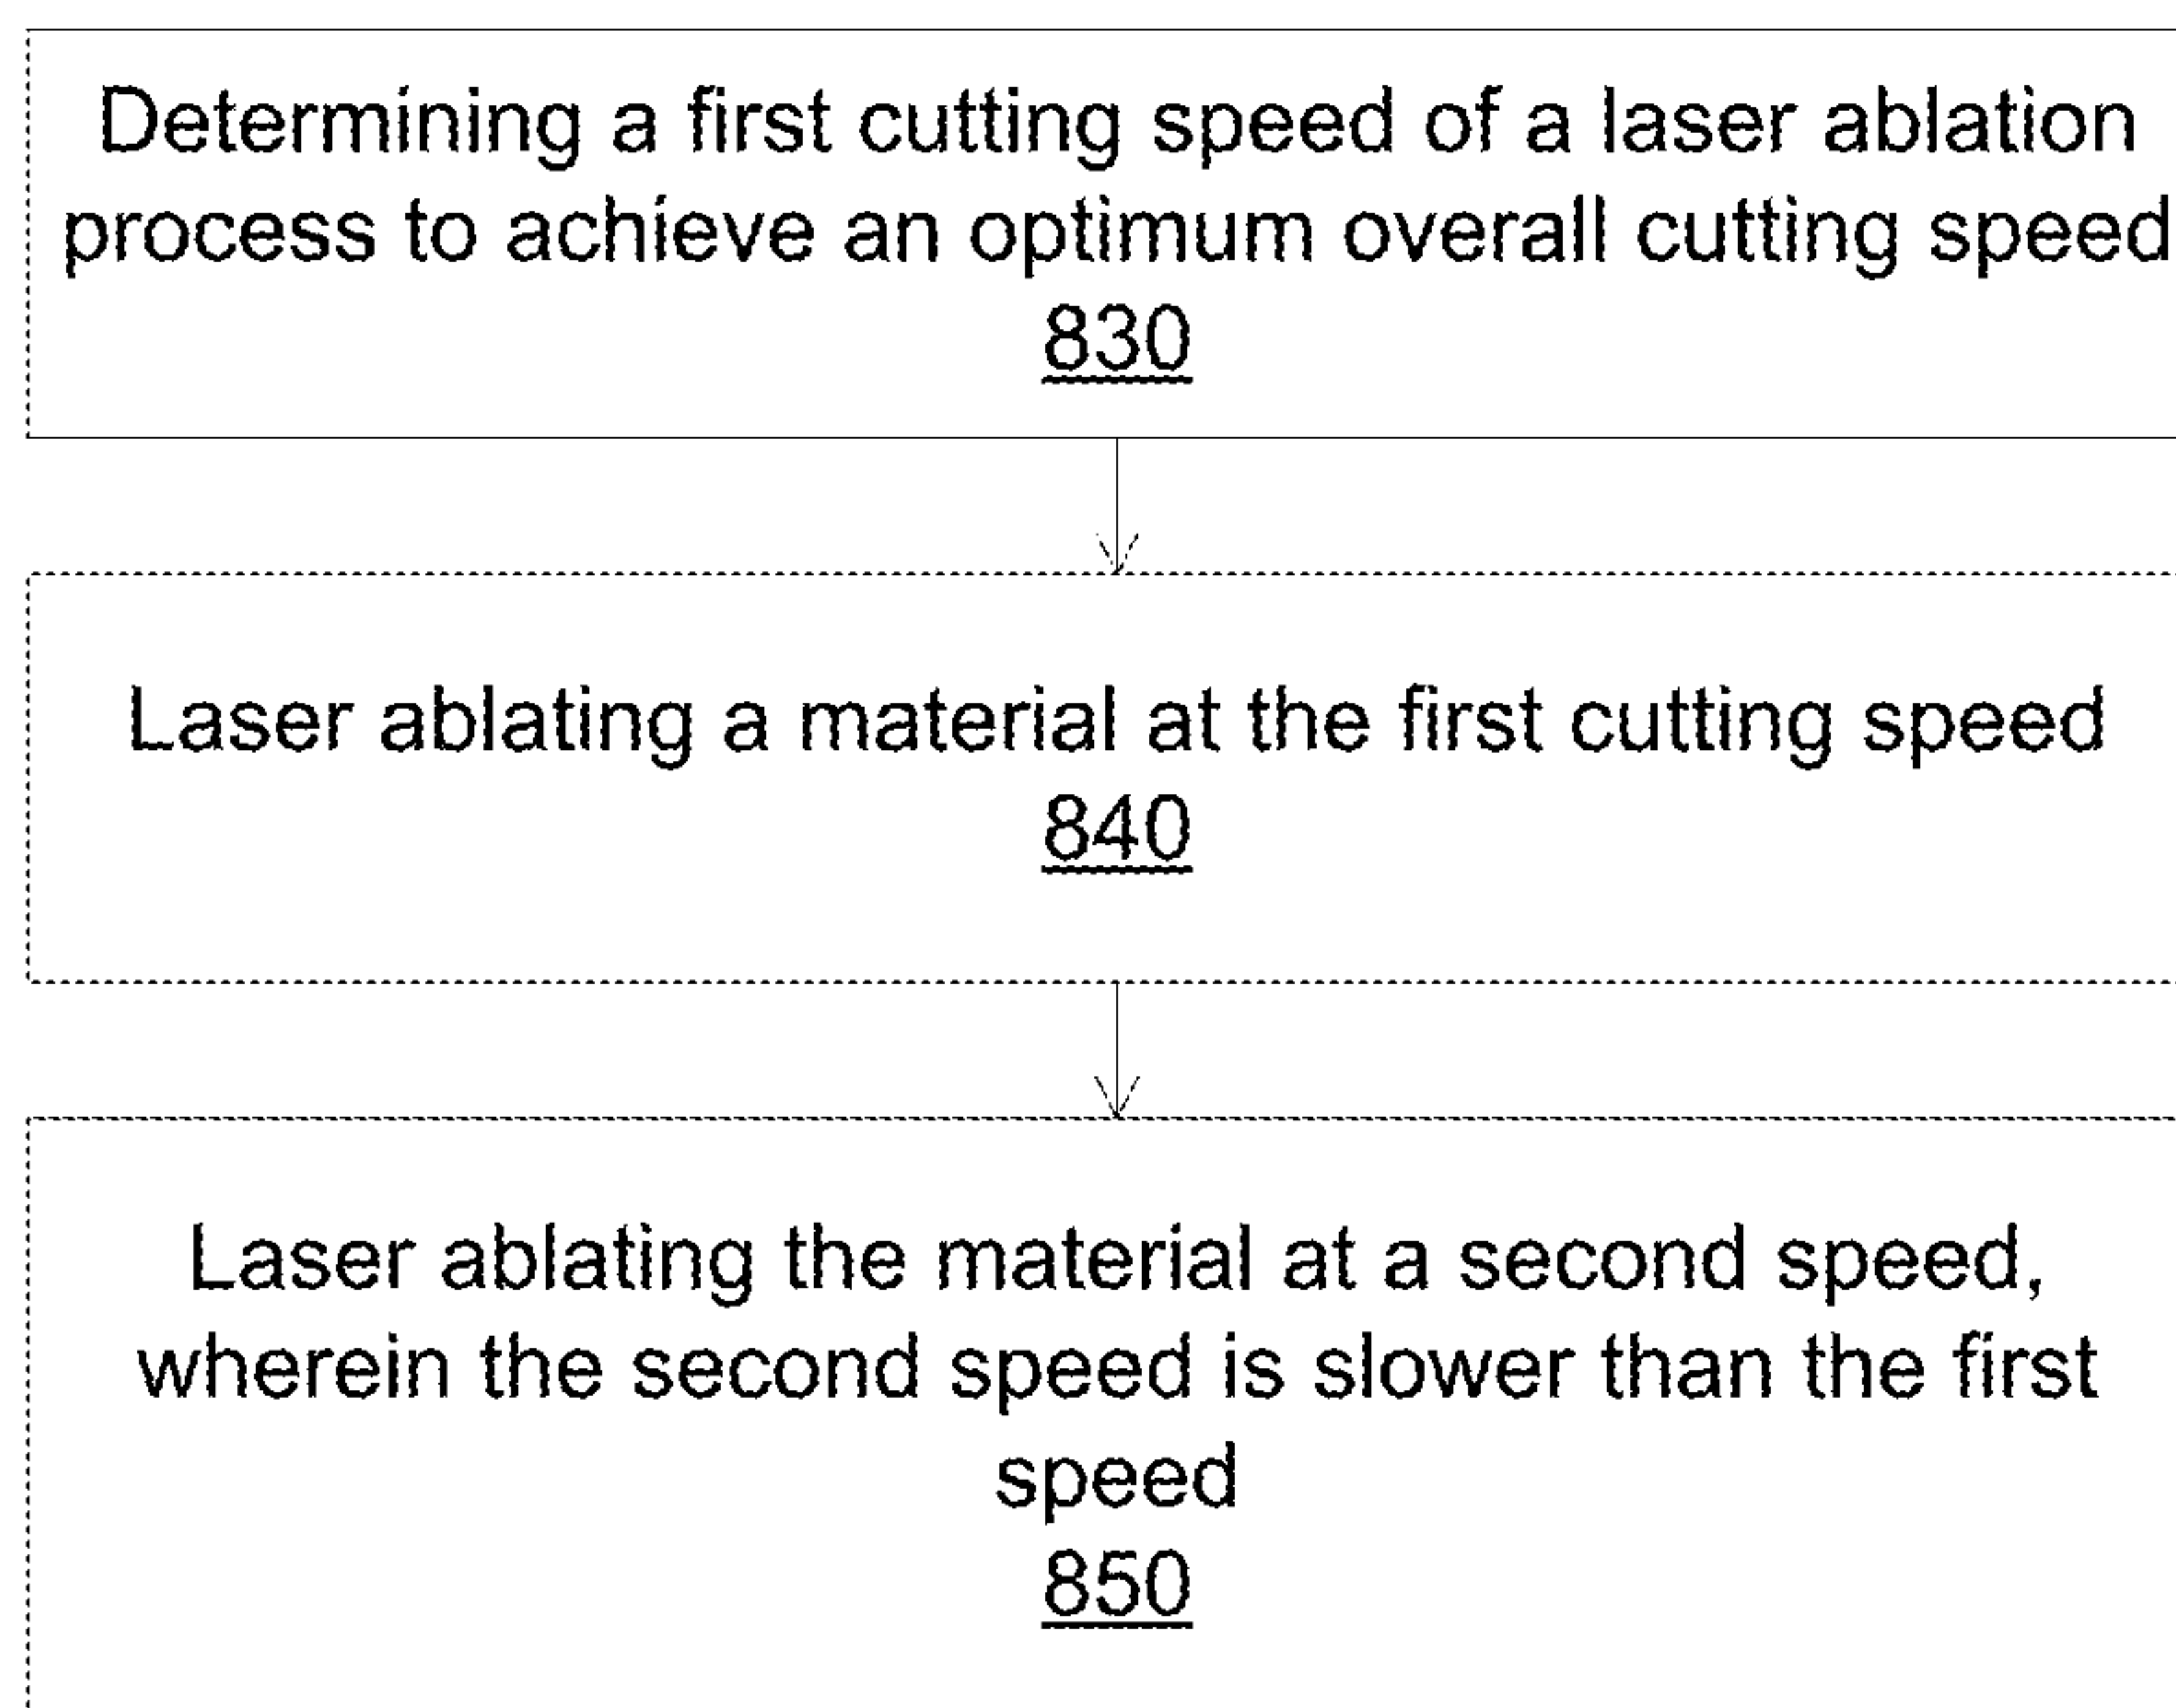 Determining a first cutting speed of a laser ablation
process to achieve an optimum overall cutting speed
830
Laser ablating a material at the first cutting speed
840
Laser ablating the material at a second speed,
wherein the second speed is slower than the first
speed
850